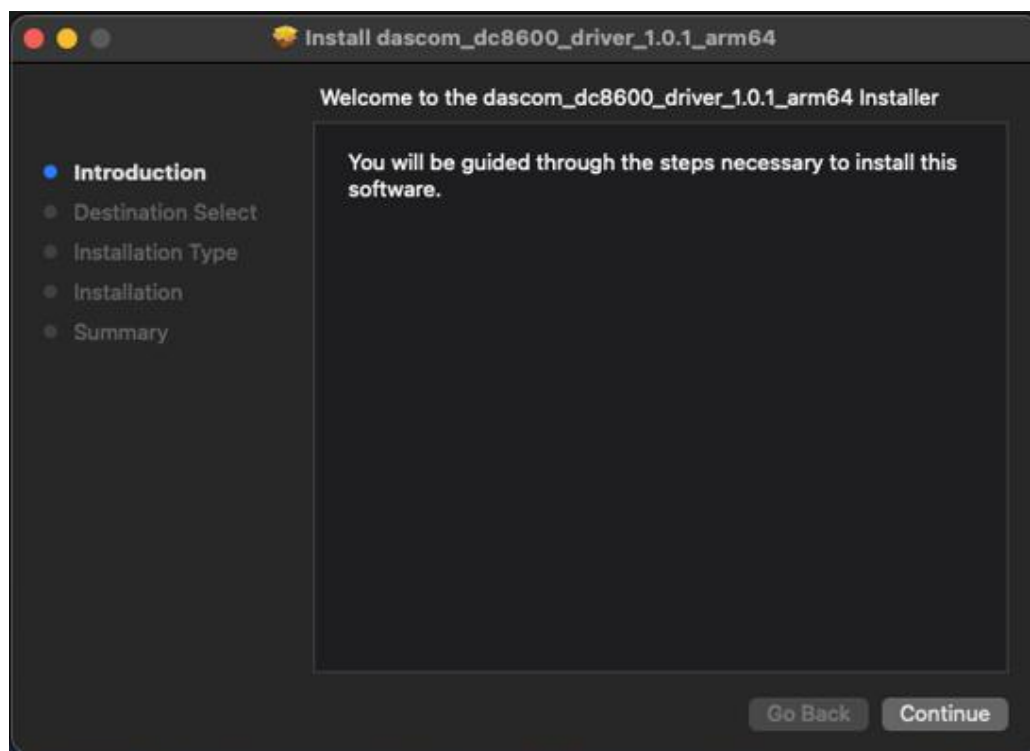 Install dascom_dc8600_driver_1.0.1_arm64
Welcome to the dascom_dc8600_driver_1.0.1_arm64 Installer
Introduction
Destination Select
Installation Type
Installation
Summary
You will be guided through the steps necessary to install this
software.
Go Back
Continue